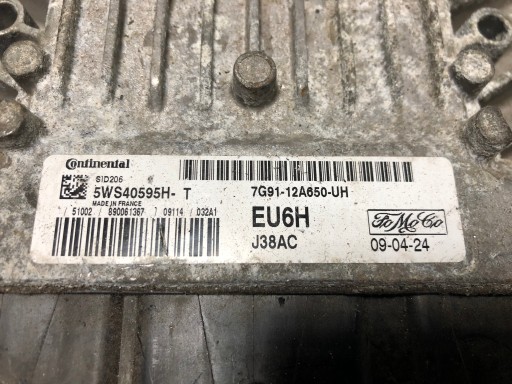 Continental
SID206
5WS40595H- T
MADE IN FRANCE
/ 51002 / 890061367 / 09114 / 032A1
7G91-12A650-UH
EU6H
J38AC
FoMoCo
09-04-24